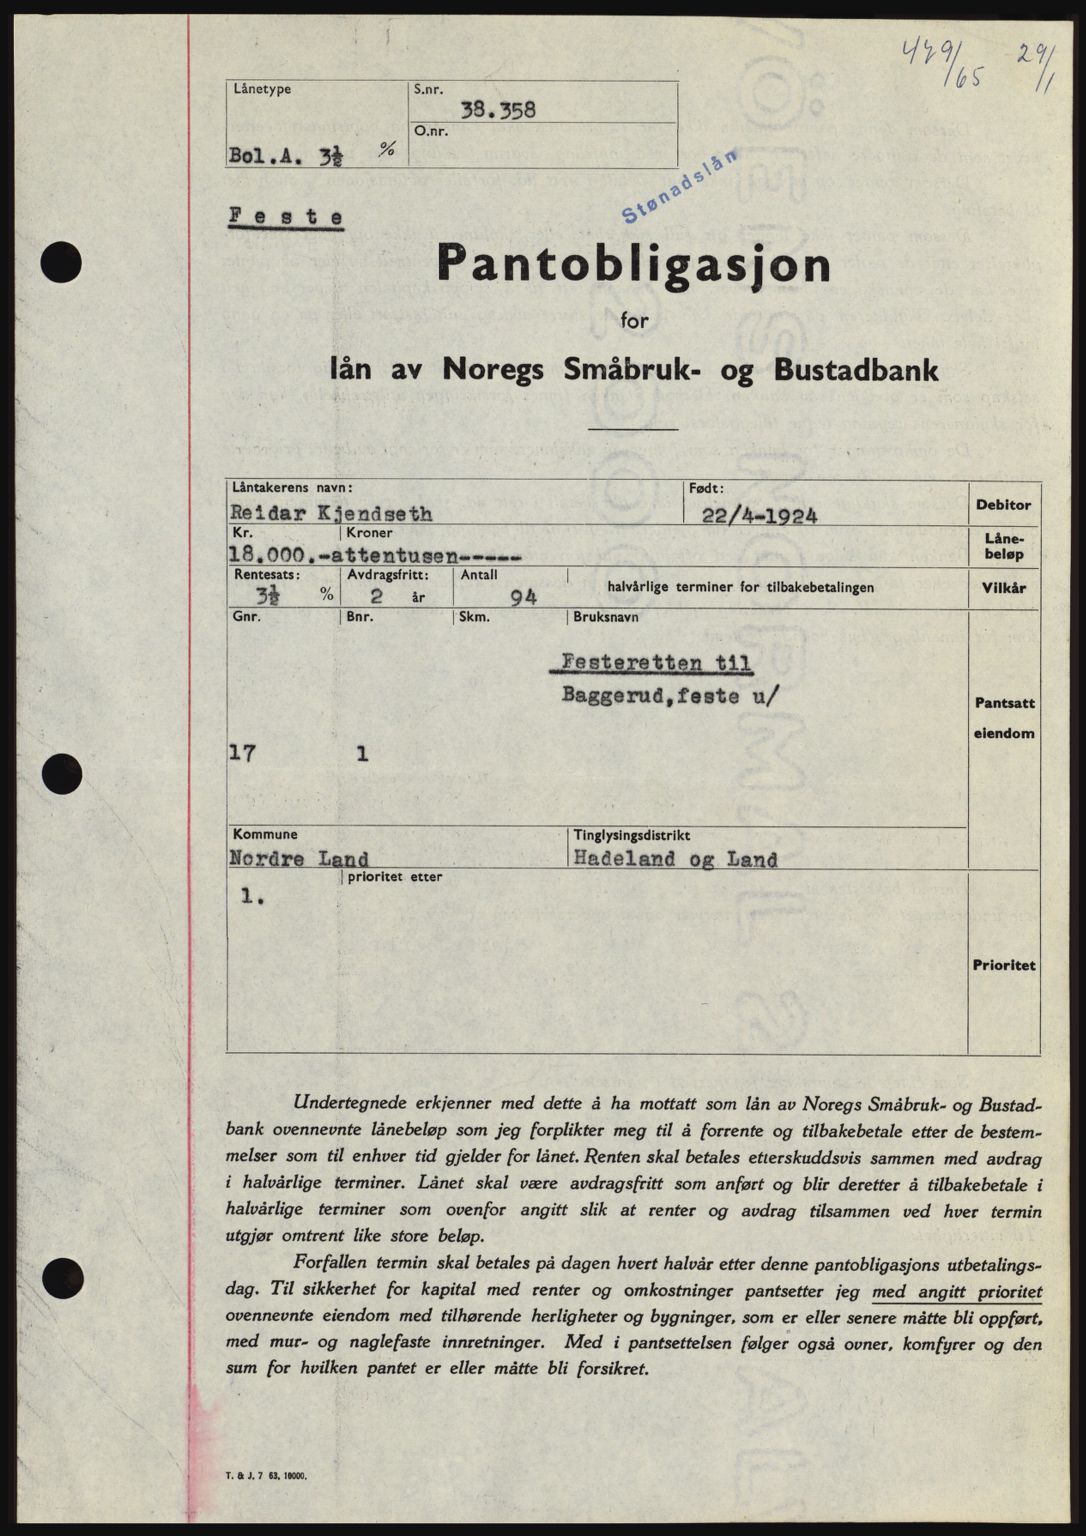 479/65 29/1
Lånetype
S.nr.
38.358
O.nr.
Bol.A. 3½ %
Stønadslån
Feste
Pantobligasjon
for
lån av Noregs Småbruk- og Bustadbank
Låntakerens navn:
Født:
Reidar Kjendseth
22/4-1924
Debitor
Kr.
Kroner
18.000.-attentusen-----
Låne-
beløp
Rentesats:
Avdragsfritt:
Antall
3½ %
2 år
94
halvårlige terminer for tilbakebetalingen
Vilkår
Gnr.
Bnr.
Skm.
Bruksnavn
Festeretten til
Baggerud,feste u/
Pantsatt
eiendom
17
1
Kommune
Tinglysingsdistrikt
Nordre Land
Hadeland og Land
prioritet etter
1.
Prioritet
Undertegnede erkjenner med dette å ha mottatt som lån av Noregs Småbruk- og Bustad-
bank ovennevnte lånebeløp som jeg forplikter meg til å forrente og tilbakebetale etter de bestem-
melser som til enhver tid gjelder for lånet. Renten skal betales etterskuddsvis sammen med avdrag
i halvårlige terminer. Lånet skal være avdragsfritt som anført og blir deretter å tilbakebetale i
halvårlige terminer som ovenfor angitt slik at renter og avdrag tilsammen ved hver termin
utgjør omtrent like store beløp.
Forfallen termin skal betales på dagen hvert halvår etter denne pantobligasjons utbetalings-
dag. Til sikkerhet for kapital med renter og omkostninger pantsetter jeg med angitt prioritet
ovennevnte eiendom med tilhørende herligheter og bygninger, som er eller senere måtte bli oppført,
med mur- og naglefaste innretninger. Med i pantsettelsen følger også ovner, komfyrer og den
sum for hvilken pantet er eller måtte bli forsikret.
T. & J. 7 63. 10000.